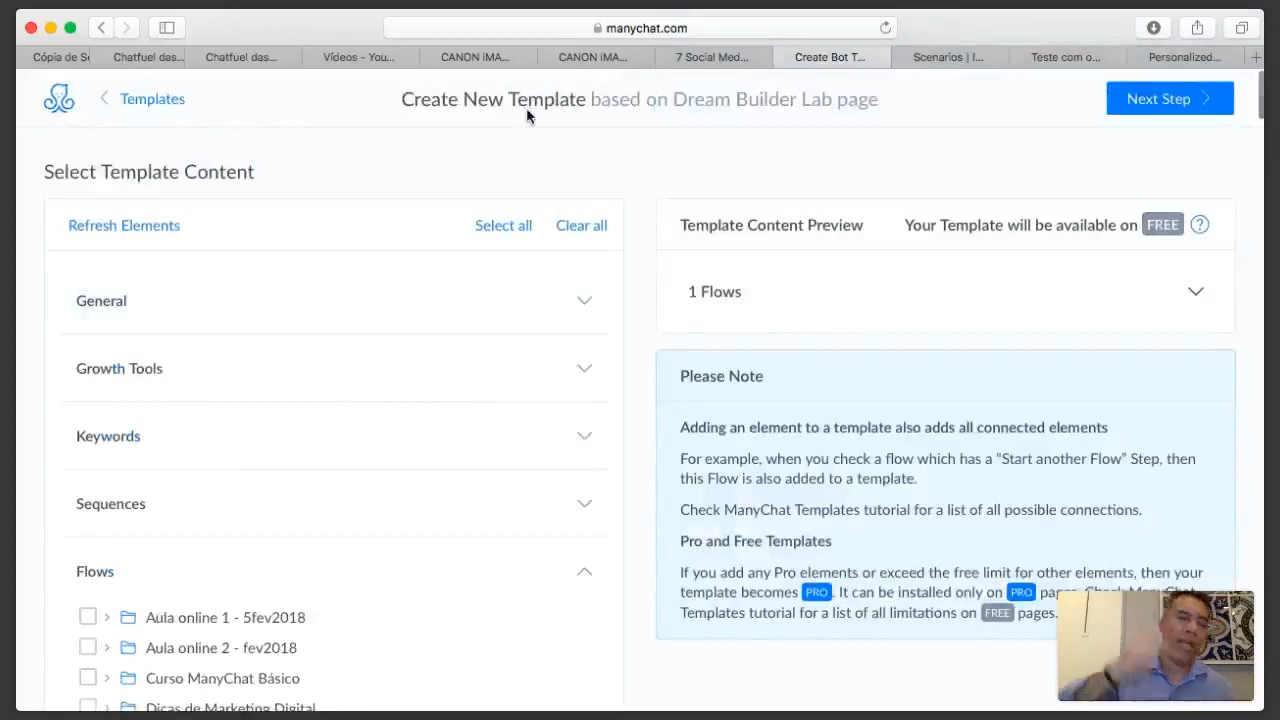 manychat.com
Cópia de Se
Chatfuel das...
Chatfuel das...
Vídeos - You...
CANON iMA...
CANON iMA...
7 Social Med...
Create Bot T...
Scenarios | I...
Teste com o...
Personalized...
Templates
Create New Template based on Dream Builder Lab page
Next Step
Select Template Content
Refresh Elements
Select all
Clear all
General
Growth Tools
Keywords
Sequences
Flows
Aula online 1 - 5fev2018
Aula online 2 - fev2018
Curso ManyChat Básico
Dicas de Marketing Digital
Template Content Preview
Your Template will be available on FREE ?
1 Flows
Please Note
Adding an element to a template also adds all connected elements
For example, when you check a flow which has a “Start another Flow” Step, then
this Flow is also added to a template.
Check ManyChat Templates tutorial for a list of all possible connections.
Pro and Free Templates
If you add any Pro elements or exceed the free limit for other elements, then your
template becomes PRO. It can be installed only on PRO pages. Check ManyChat
Templates tutorial for a list of all limitations on FREE pages.